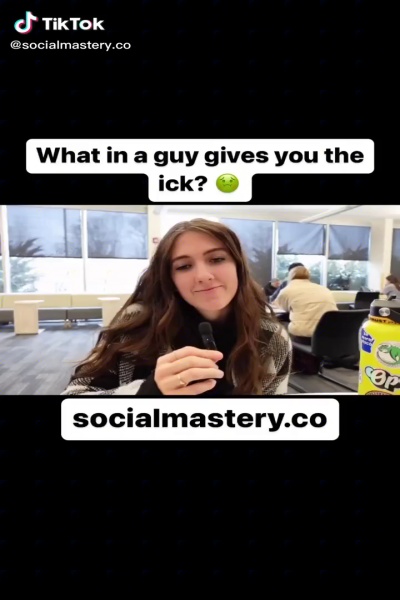 TikTok
@socialmastery.co
What in a guy gives you the
ick? 🤢
socialmastery.co